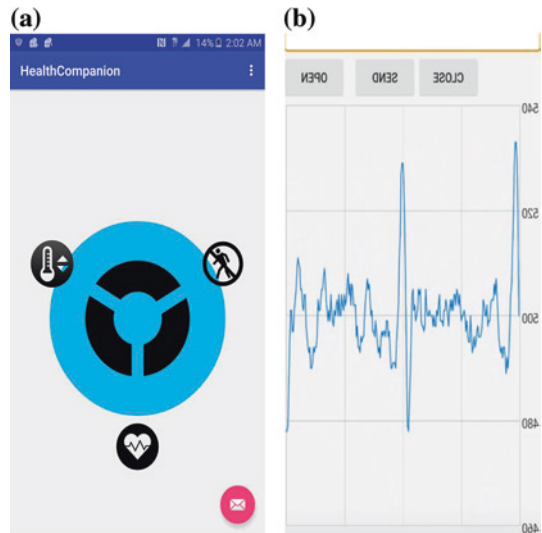 (a)
14% 2:02 AM
HealthCompanion
(b)
OPEN SEND CLOSE
540
520
500
480
460